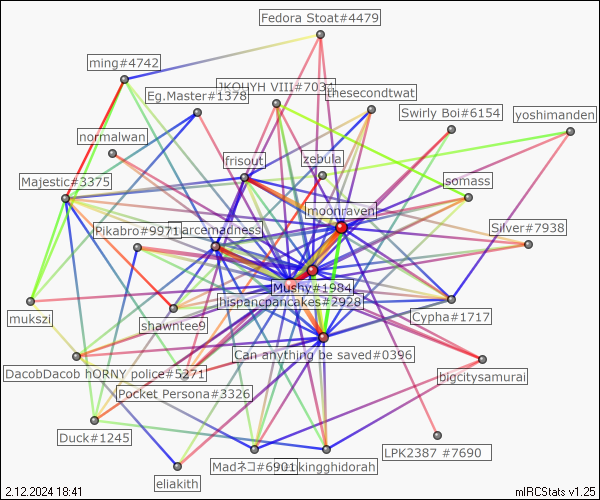 Fedora Stoat#4479
ming#4742
JKOUYH VIII#7034
thesecondtwat
Eg.Master#1378
Swirly Boi#6154
yoshimanden
normalwan
frisout
zebula
Majestic#3375
somass
moonraven
Pikabro#9971
arcemadness
Silver#7938
Mushy#1984
hispancpancakes#2928
mukszi
shawntee9
Cypha#1717
Can anything be saved#0396
DacobDacob hORNY police#5271
bigcitysamurai
Pocket Persona#3326
Duck#1245
LPK2387 #7690
Madネコ#6901
kingghidorah
eliakith
2.12.2024 18:41
mIRCStats v1.25